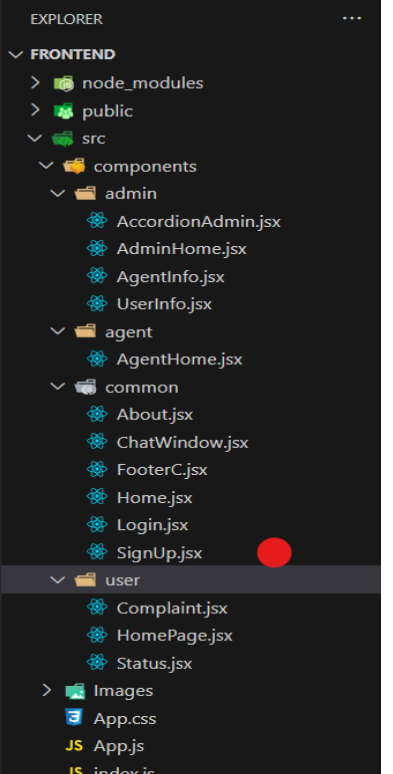 EXPLORER ...
FRONTEND
node_modules
public
src
components
admin
AccordionAdmin.jsx
AdminHome.jsx
AgentInfo.jsx
UserInfo.jsx
agent
AgentHome.jsx
common
About.jsx
ChatWindow.jsx
FooterC.jsx
Home.jsx
Login.jsx
SignUp.jsx
user
Complaint.jsx
HomePage.jsx
Status.jsx
Images
App.css
JS App.js
JS index.js